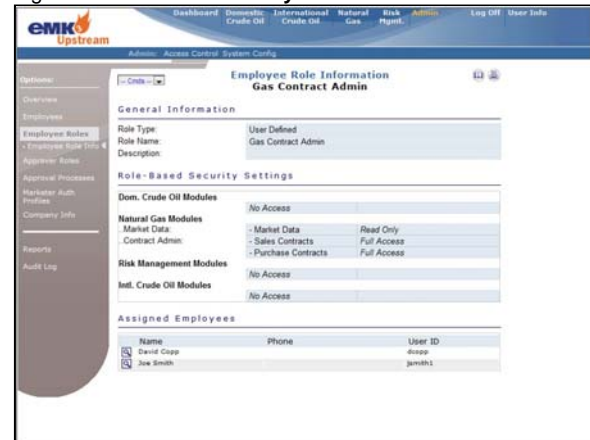 eMK
Upstream
Dashboard Domestic Crude Oil International Crude Oil Natural Gas Risk Mgmt. Admin Log Off User Info
Admin: Access Control System Config
Options:
Overview
Employees
Employee Roles
- Employee Role Info
Approver Roles
Approval Processes
Marketer Auth Profiles
Company Info
Reports
Audit Log
-- Cmds --
Employee Role Information
Gas Contract Admin
General Information
Role Type: User Defined
Role Name: Gas Contract Admin
Description:
Role-Based Security Settings
Dom. Crude Oil Modules
No Access
Natural Gas Modules
Market Data: - Market Data Read Only
Contract Admin: - Sales Contracts Full Access
- Purchase Contracts Full Access
Risk Management Modules
No Access
Intl. Crude Oil Modules
No Access
Assigned Employees
Name Phone User ID
David Copp dcopp
Joe Smith jsmith1